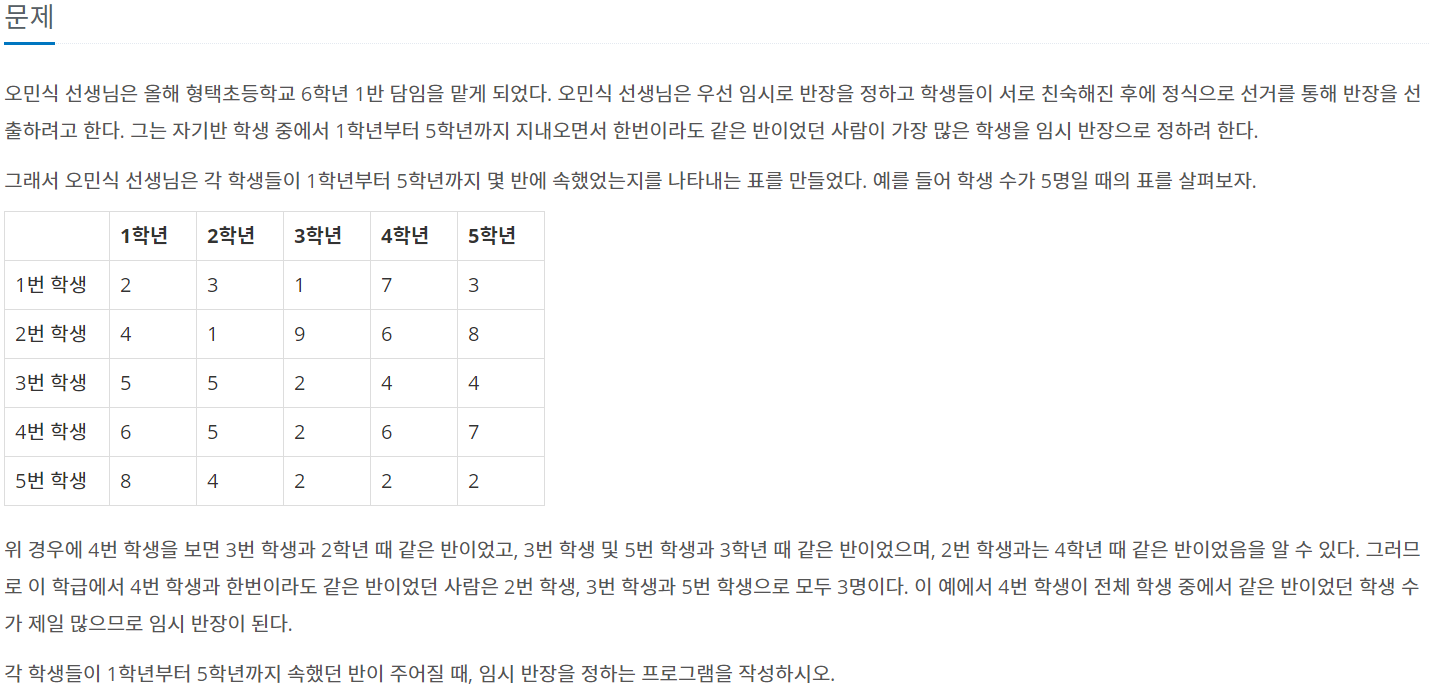 문제
오민식 선생님은 올해 형택초등학교 6학년 1반 담임을 맡게 되었다. 오민식 선생님은 우선 임시로 반장을 정하고 학생들이 서로 친숙해진 후에 정식으로 선거를 통해 반장을 선
출하려고 한다. 그는 자기반 학생 중에서 1학년부터 5학년까지 지내오면서 한번이라도 같은 반이었던 사람이 가장 많은 학생을 임시 반장으로 정하려 한다.
그래서 오민식 선생님은 각 학생들이 1학년부터 5학년까지 몇 반에 속했었는지를 나타내는 표를 만들었다. 예를 들어 학생 수가 5명일 때의 표를 살펴보자.
1학년 2학년 3학년 4학년 5학년
1번 학생 2 3 1 7 3
2번 학생 4 1 9 6 8
3번 학생 5 5 2 4 4
4번 학생 6 5 2 6 7
5번 학생 8 4 2 2 2
위 경우에 4번 학생을 보면 3번 학생과 2학년 때 같은 반이었고, 3번 학생 및 5번 학생과 3학년 때 같은 반이었으며, 2번 학생과는 4학년 때 같은 반이었음을 알 수 있다. 그러므
로 이 학급에서 4번 학생과 한번이라도 같은 반이었던 사람은 2번 학생, 3번 학생과 5번 학생으로 모두 3명이다. 이 예에서 4번 학생이 전체 학생 중에서 같은 반이었던 학생 수
가 제일 많으므로 임시 반장이 된다.
각 학생들이 1학년부터 5학년까지 속했던 반이 주어질 때, 임시 반장을 정하는 프로그램을 작성하시오.